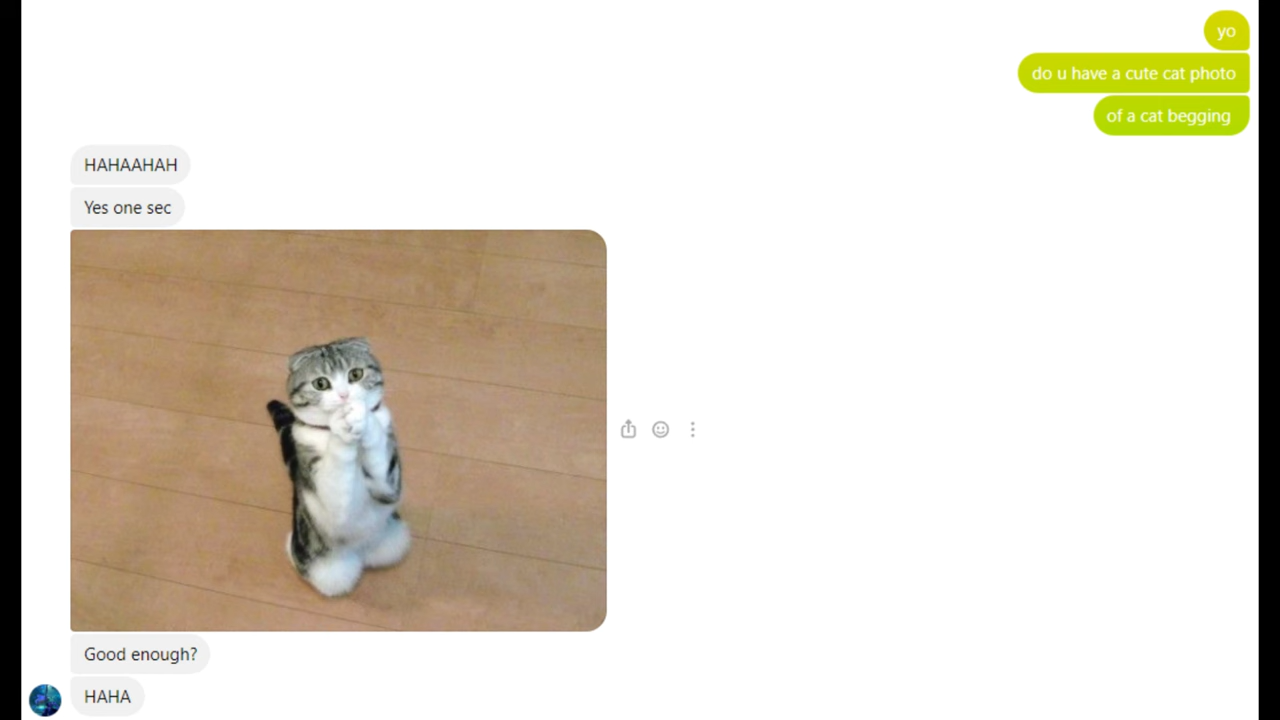 yo
do u have a cute cat photo
of a cat begging
HAHAAHAH
Yes one sec
Good enough?
HAHA